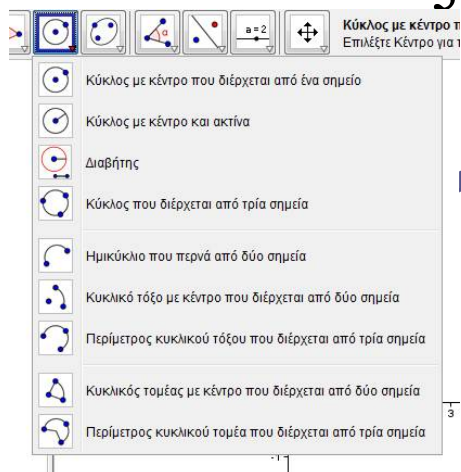 a = 2
Κύκλος με κέντρο π
Επιλέξτε Κέντρο για τ
Κύκλος με κέντρο που διέρχεται από ένα σημείο
Κύκλος με κέντρο και ακτίνα
Διαβήτης
Κύκλος που διέρχεται από τρία σημεία
Ημικύκλιο που περνά από δύο σημεία
Κυκλικό τόξο με κέντρο που διέρχεται από δύο σημεία
Περίμετρος κυκλικού τόξου που διέρχεται από τρία σημεία
Κυκλικός τομέας με κέντρο που διέρχεται από δύο σημεία
3
Περίμετρος κυκλικού τομέα που διέρχεται από τρία σημεία
-1